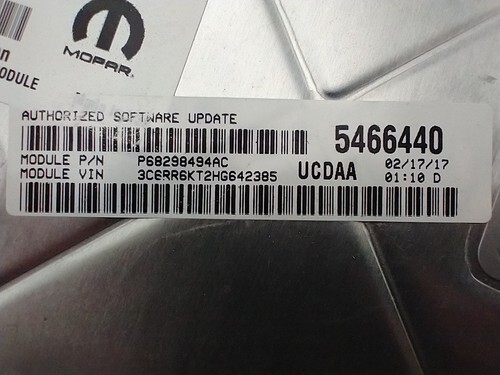 MOPAR
ODULE
AUTHORIZED SOFTWARE UPDATE
5466440
MODULE P/N P68298494AC
UCDAA
02/17/17
MODULE VIN 3C6RR6KT2HG642385
01:10 D